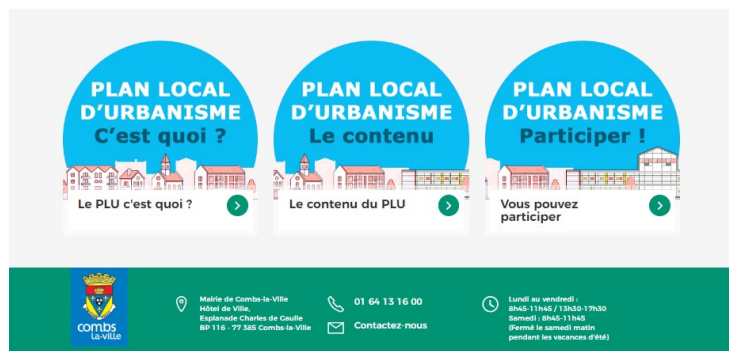 PLAN LOCAL
D'URBANISME
C'est quoi ?
Le PLU c'est quoi ?
PLAN LOCAL
D'URBANISME
Le contenu
Le contenu du PLU
PLAN LOCAL
D'URBANISME
Participer !
Vous pouvez
participer
combs
la-ville
Mairie de Combs-la-Ville
Hôtel de Ville,
Esplanade Charles de Gaulle
BP 116 - 77 385 Combs-la-Ville
01 64 13 16 00
Contactez-nous
Lundi au vendredi :
8h45-11h45 / 13h30-17h30
Samedi : 8h45-11h45
(Fermé le samedi matin
pendant les vacances d'été)